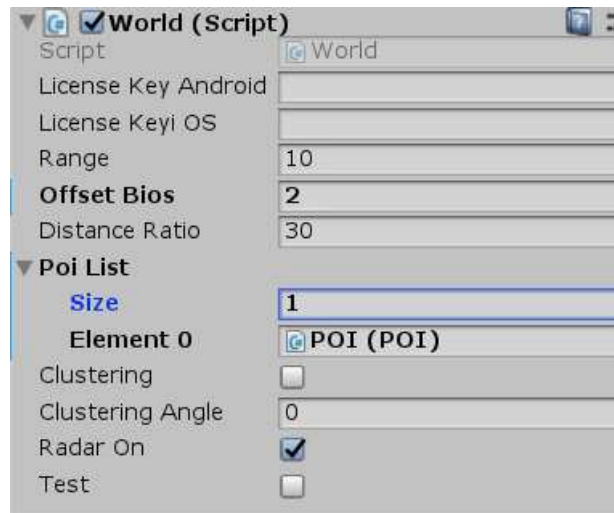 World (Script)
Script World
License Key Android
License Keyi OS
Range 10
Offset Bios 2
Distance Ratio 30
Poi List
Size 1
Element 0 POI (POI)
Clustering
Clustering Angle 0
Radar On
Test